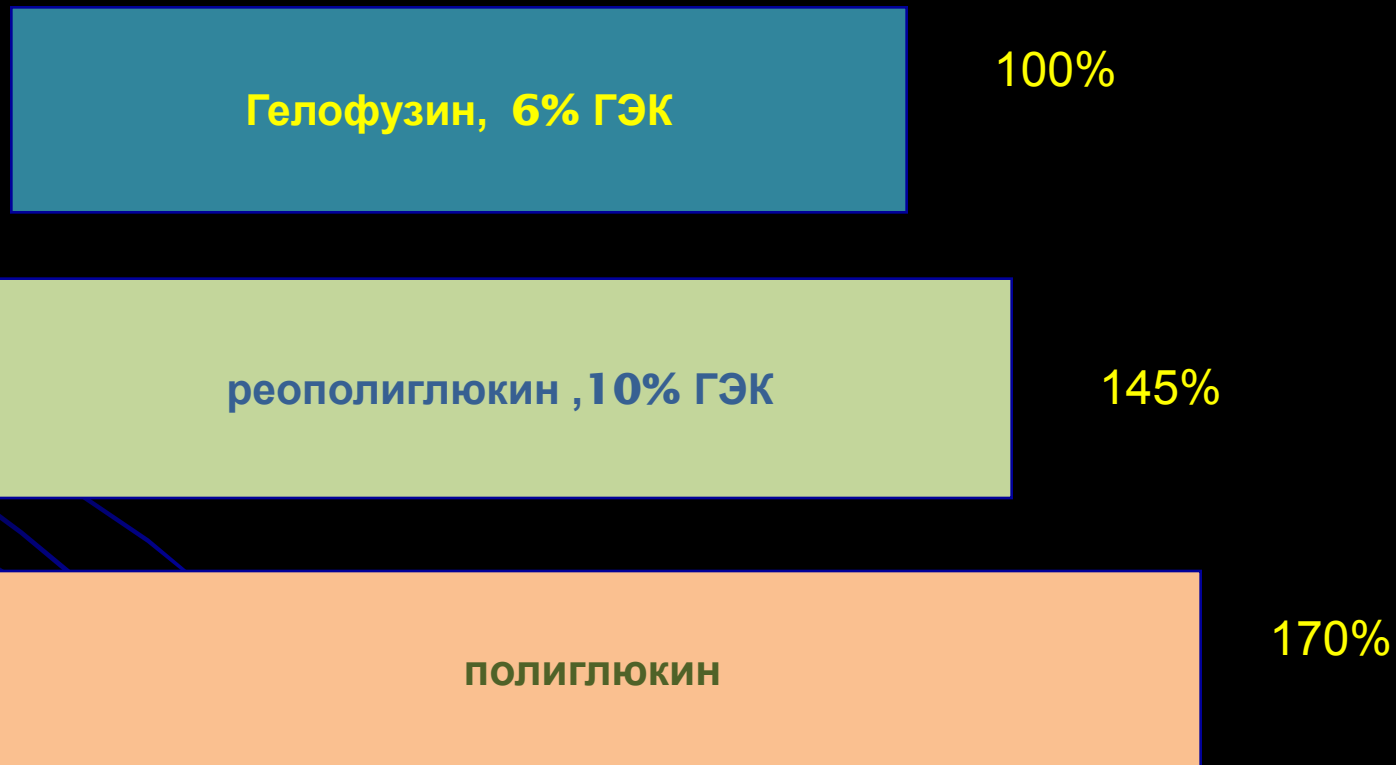 Гелофузин, 6% ГЭК
100%
реополиглюкин ,10% ГЭК
145%
полиглюкин
170%